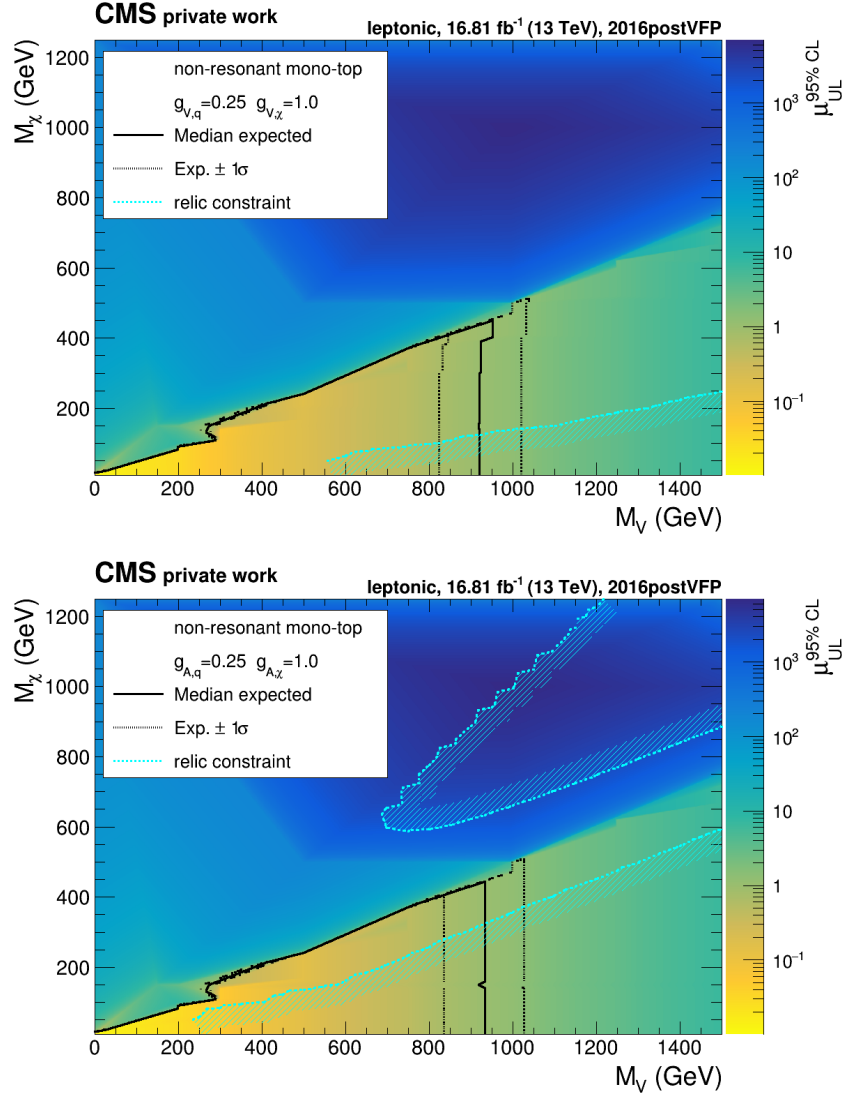 CMS private work
leptonic, 16.81 fb⁻¹ (13 TeV), 2016postVFP
M_χ (GeV)
1200
1000
800
600
400
200
non-resonant mono-top
g_V,q=0.25 g_V,χ=1.0
Median expected
Exp. ± 1σ
relic constraint
0 200 400 600 800 1000 1200 1400
M_V (GeV)
10³
10²
10
1
10⁻¹
μ_UL^95% CL
CMS private work
leptonic, 16.81 fb⁻¹ (13 TeV), 2016postVFP
M_χ (GeV)
1200
1000
800
600
400
200
non-resonant mono-top
g_A,q=0.25 g_A,χ=1.0
Median expected
Exp. ± 1σ
relic constraint
0 200 400 600 800 1000 1200 1400
M_V (GeV)
10³
10²
10
1
10⁻¹
μ_UL^95% CL